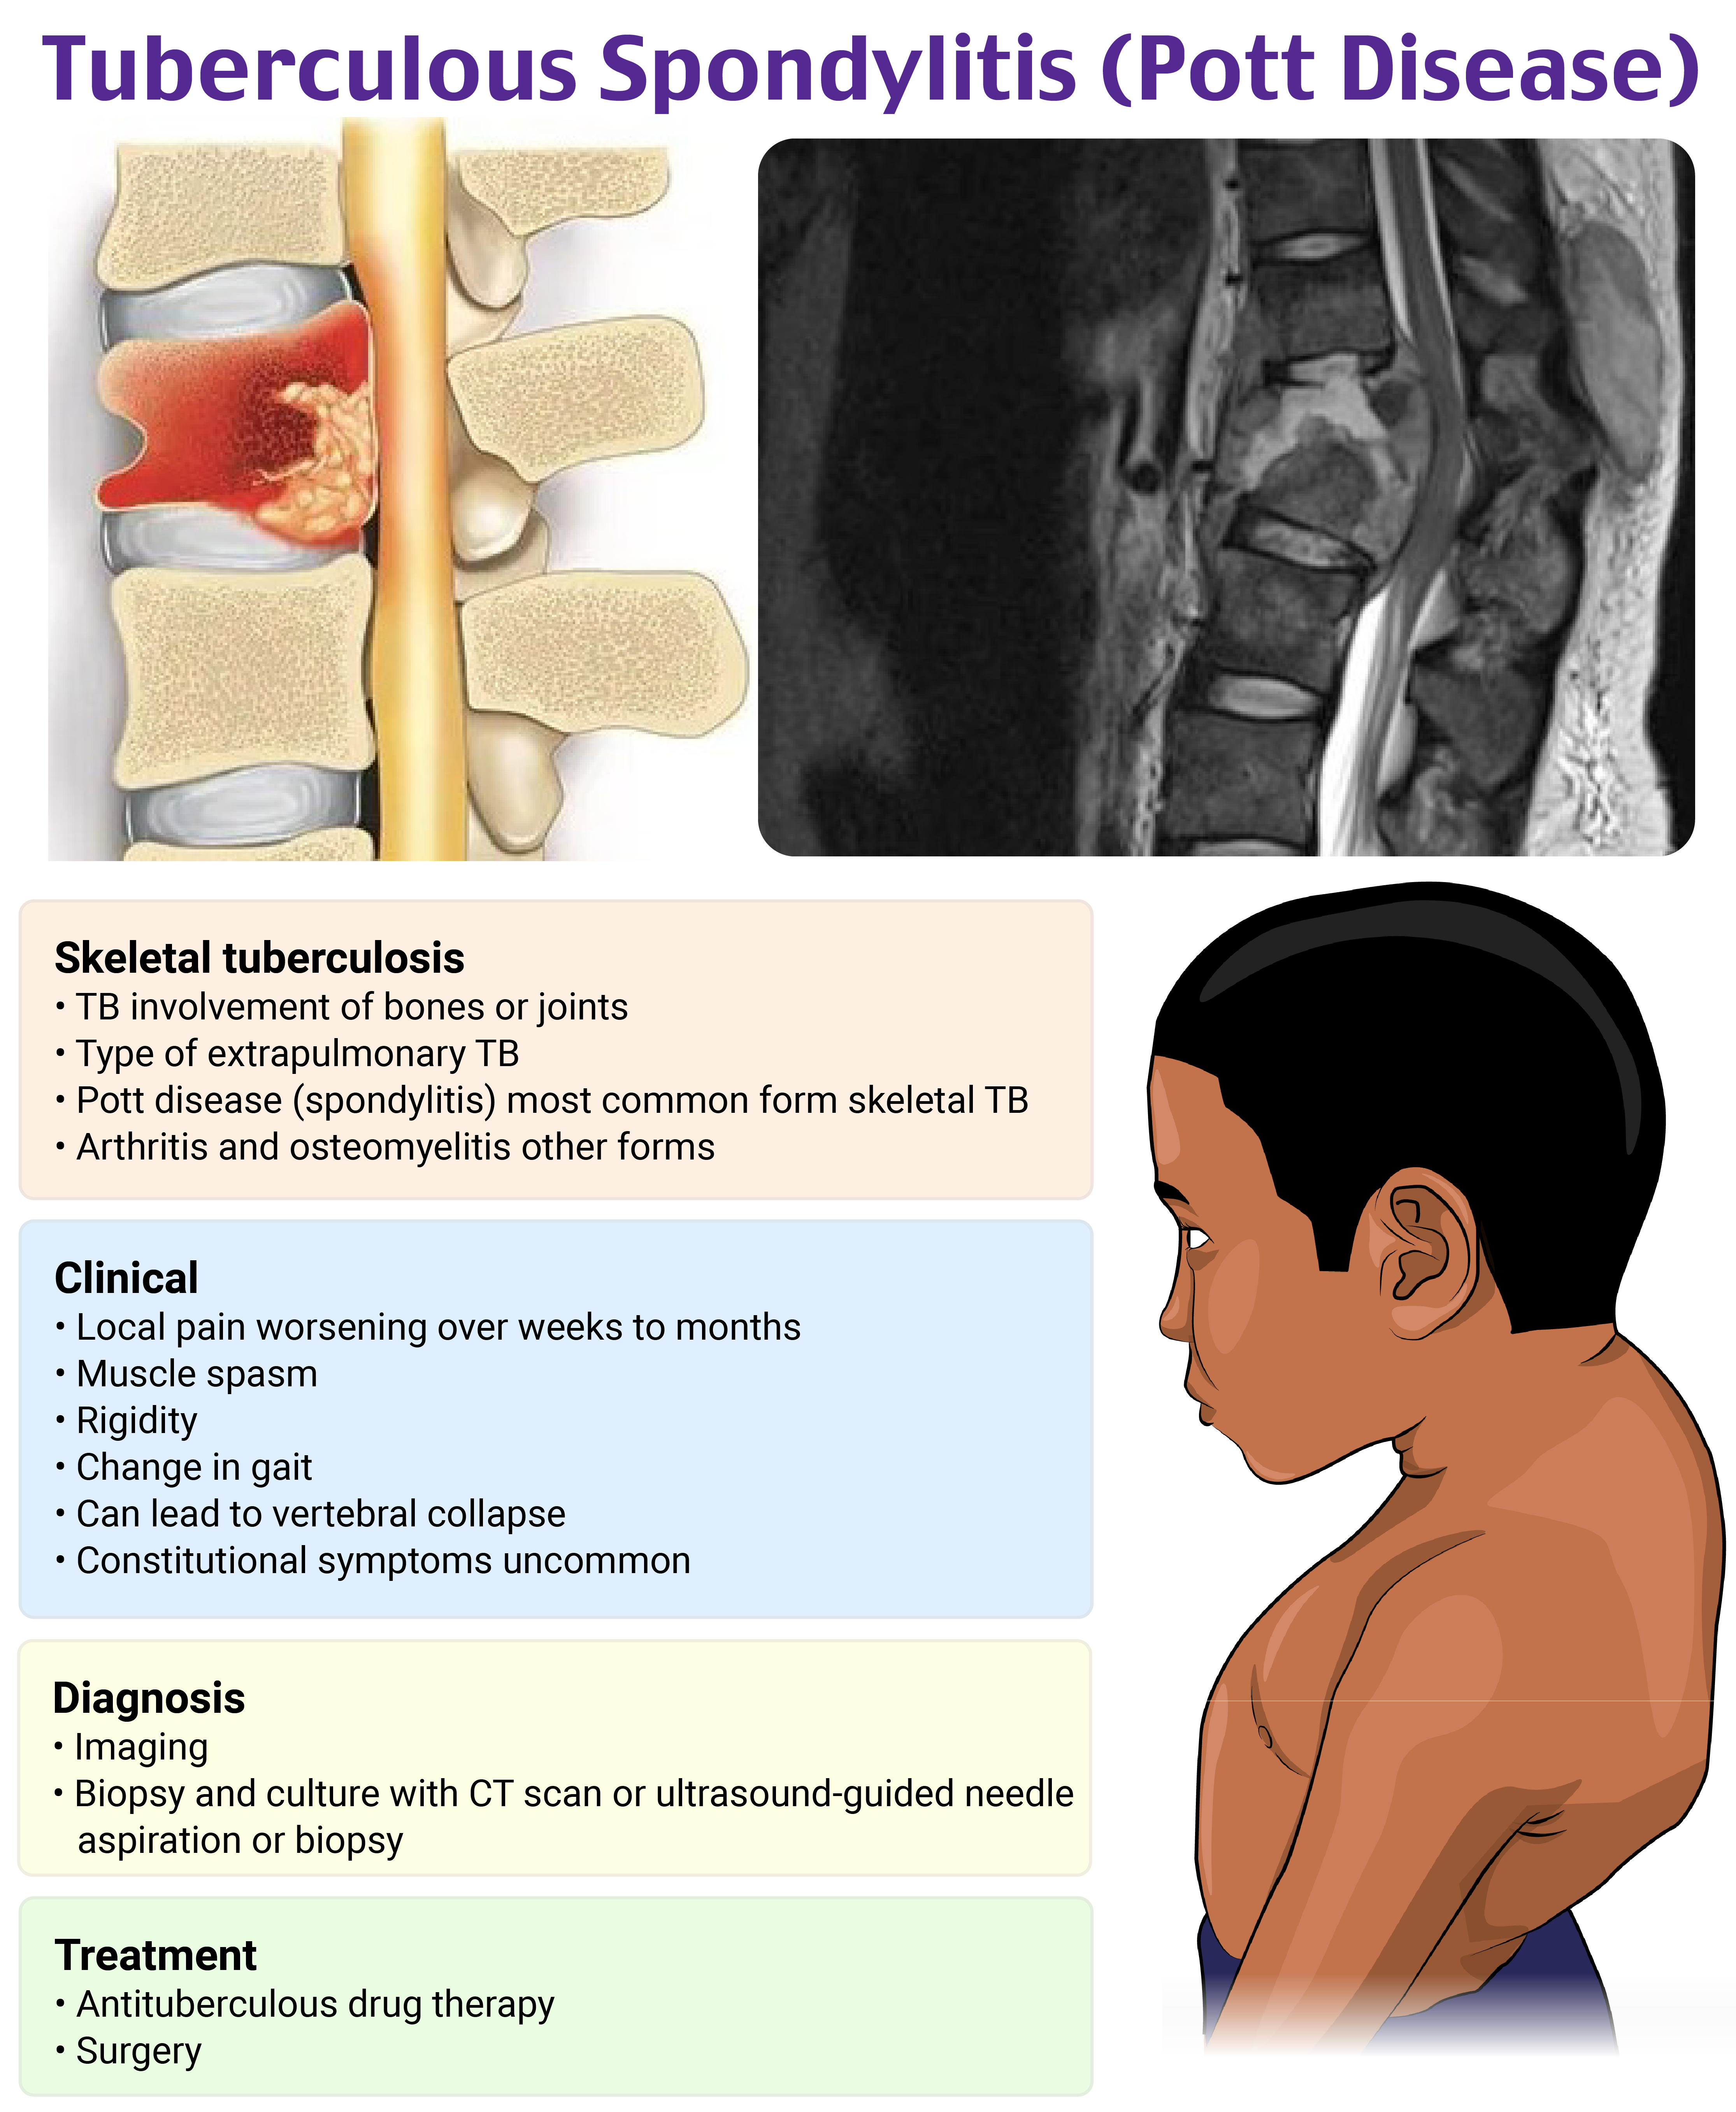 Tuberculous Spondylitis (Pott Disease)
Skeletal tuberculosis
• TB involvement of bones or joints
• Type of extrapulmonary TB
• Pott disease (spondylitis) most common form skeletal TB
• Arthritis and osteomyelitis other forms
Clinical
• Local pain worsening over weeks to months
• Muscle spasm
• Rigidity
• Change in gait
• Can lead to vertebral collapse
• Constitutional symptoms uncommon
Diagnosis
• Imaging
• Biopsy and culture with CT scan or ultrasound-guided needle
aspiration or biopsy
Treatment
• Antituberculous drug therapy
• Surgery